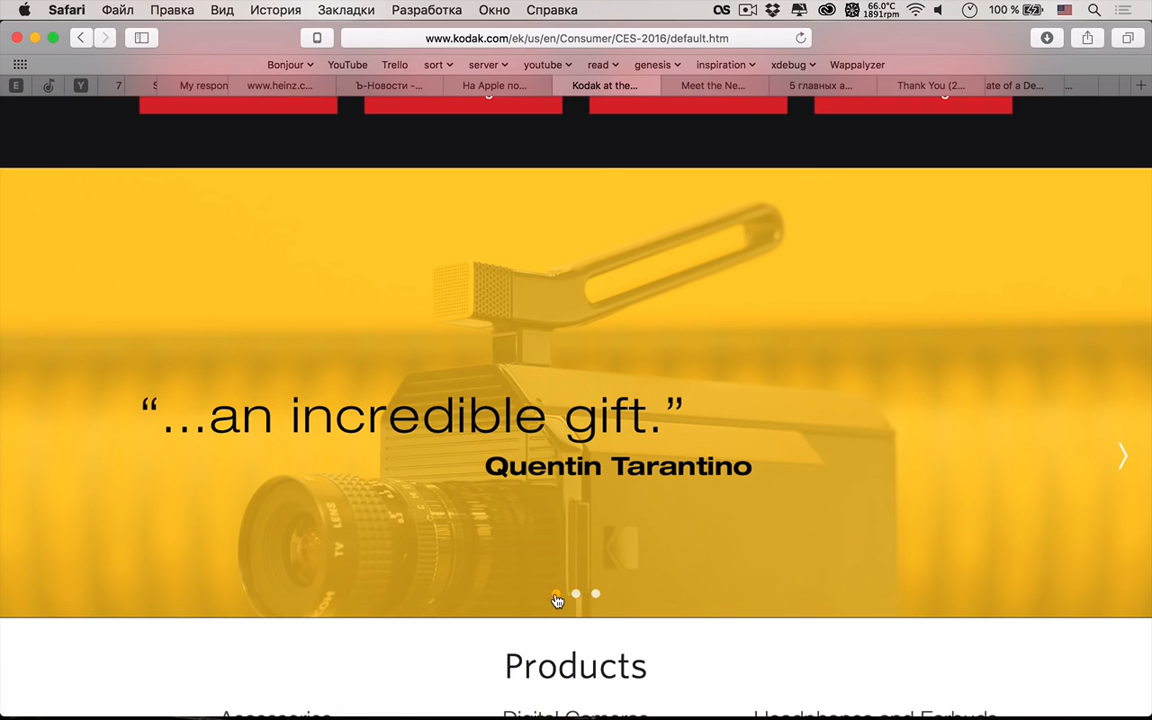 Safari Файл Правка Вид История Закладки Разработка Окно Справка 66.0°C 1891rpm 100 %
www.kodak.com/ek/us/en/Consumer/CES-2016/default.htm
Bonjour YouTube Trello sort server youtube read genesis inspiration xdebug Wappalyzer
E Y 7 S My respon www.heinz.c... Ъ-Новости -... На Apple по... Kodak at the... Meet the Ne... 5 главных а... Thank You (2... ate of a De... ...
“...an incredible gift.”
Quentin Tarantino
TV LENS
Products
Accessories Digital Cameras Headphones and Earbuds